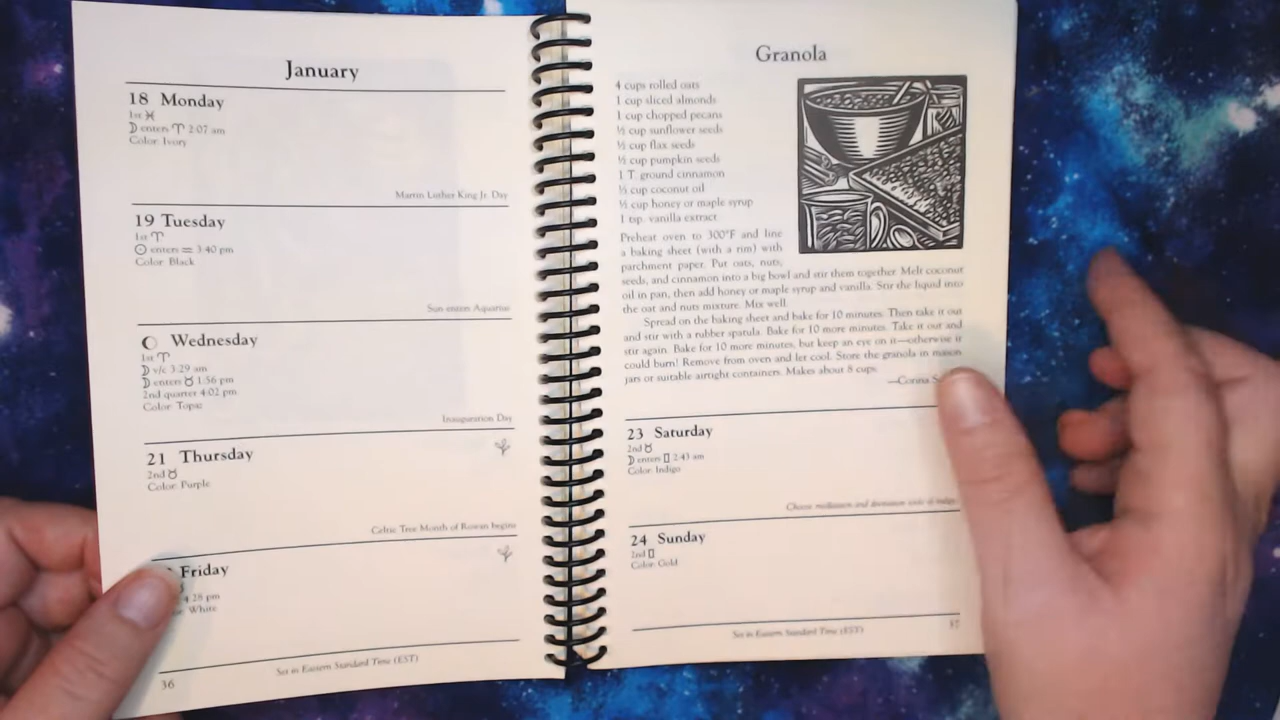 January
18 Monday
1st ♓
☽ enters ♈ 2:07 am
Color: Ivory
Martin Luther King Jr. Day
19 Tuesday
1st ♈
☉ enters ♒ 3:40 pm
Color: Black
Sun enters Aquarius
Wednesday
1st ♈
☽ v/c 3:29 am
☽ enters ♉ 1:56 pm
2nd quarter 4:02 pm
Color: Topaz
Inauguration Day
21 Thursday
2nd ♉
Color: Purple
Celtic Tree Month of Rowan begins
Friday
4:28 pm
White
Set in Eastern Standard Time (EST)
36
Granola
4 cups rolled oats
1 cup sliced almonds
1 cup chopped pecans
½ cup sunflower seeds
½ cup flax seeds
½ cup pumpkin seeds
1 T. ground cinnamon
cup coconut oil
cup honey or maple syrup
1 tsp. vanilla extract
Preheat oven to 300°F and line
a baking sheet (with a rim) with
parchment paper. Put oats, nuts,
seeds, and cinnamon into a big bowl and stir them together. Melt coconut
oil in pan, then add honey or maple syrup and vanilla. Stir the liquid into
the oat and nuts mixture. Mix well.
Spread on the baking sheet and bake for 10 minutes. Then take it out
and stir with a rubber spatula. Bake for 10 more minutes. Take it out and
stir again. Bake for 10 more minutes, but keep an eye on it—otherwise it
could burn! Remove from oven and let cool. Store the granola in mason
jars or suitable airtight containers. Makes about 8 cups.
—Corina
23 Saturday
2nd ♉
☽ enters ♊ 2:43 am
Color: Indigo
24 Sunday
2nd ♊
Color: Gold
Set in Eastern Standard Time (EST)
37